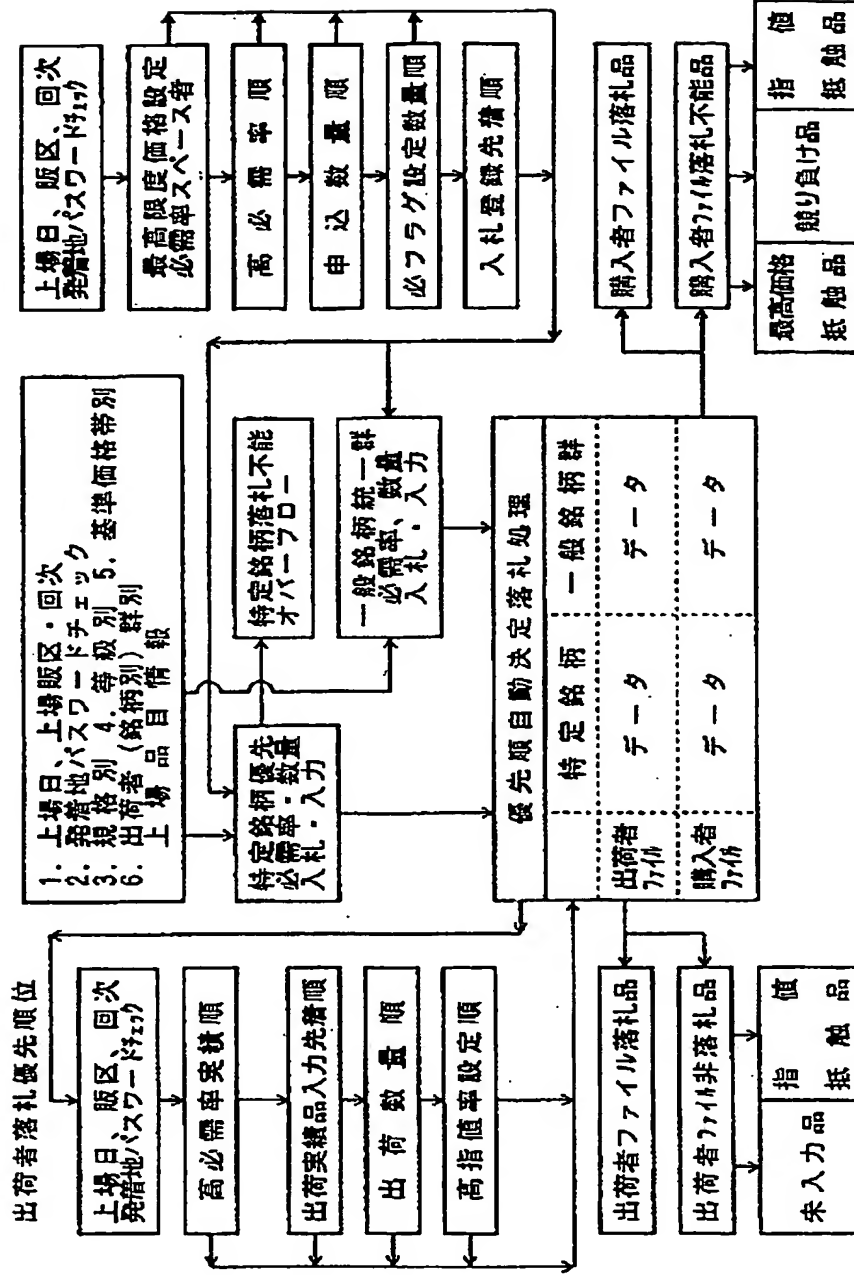 出荷者落札優先順位
上場日、販区、回次
発着地パスワードチェック
高必需率実積順
出荷実積品入力先着順
出荷数量順
高指値率設定順
出荷者ファイル落札品
出荷者ファイル非落札品
未入力品
指値
抵触品
1. 上場日、上場販区・回次
2. 発着地パスワードチェック
3. 規格別 4. 等級別 5. 基準価格帯別
6. 出荷者(銘柄別)群別
上場品目情報
特定銘柄優先
必需率・数量
入札・入力
特定銘柄落札不能
オーバーフロー
一般銘柄統一群
必需率、数量
入札・入力
優先順自動決定落札処理
特定銘柄
一般銘柄群
出荷者
ファイル
データ
データ
購入者
ファイル
データ
データ
上場日、販区、回次
発着地パスワードチェック
最高限度価格設定
必需率スペース者
高必需率順
申込数量順
必フラグ設定数量順
入札登録先着順
購入者ファイル落札品
購入者ファイル落札不能品
最高価格
抵触品
競り負け品
指値
抵触品